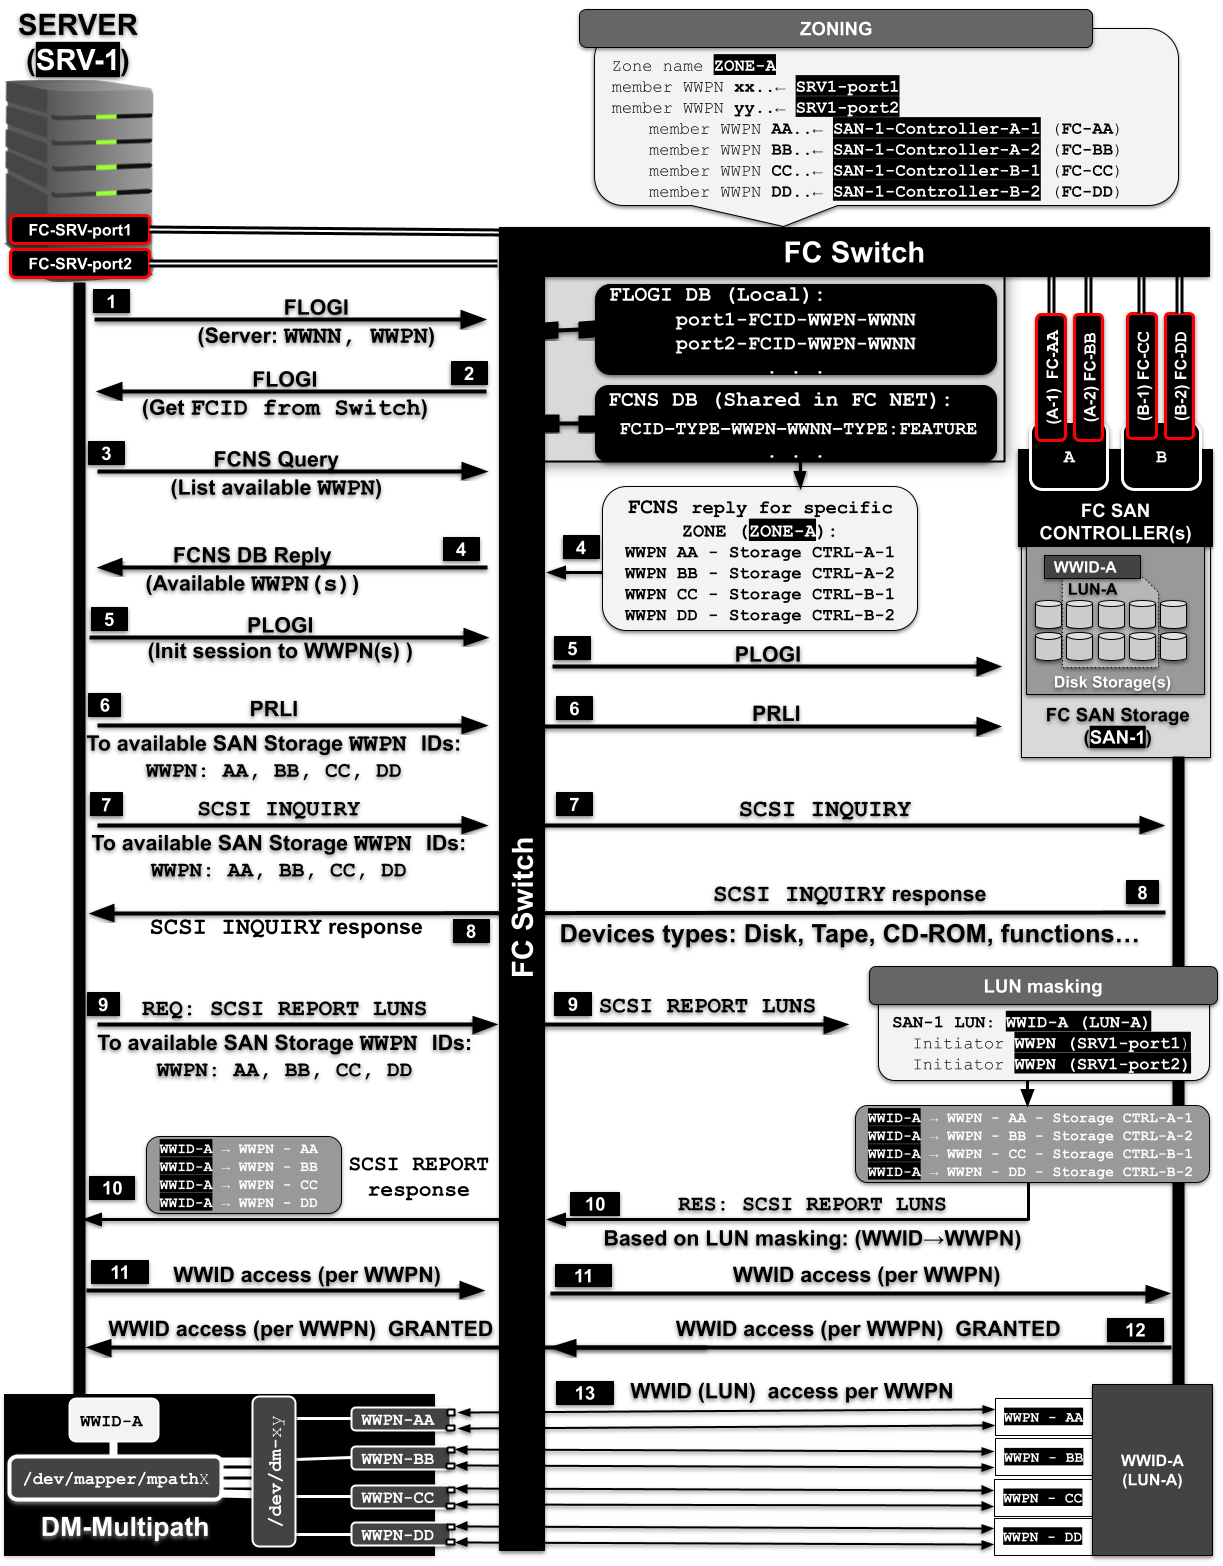 SERVER
(SRV-1)
ZONING
Zone name ZONE-A
member WWPN xx..← SRV1-port1
member WWPN yy..← SRV1-port2
member WWPN AA..← SAN-1-Controller-A-1 (FC-AA)
member WWPN BB..← SAN-1-Controller-A-2 (FC-BB)
member WWPN CC..← SAN-1-Controller-B-1 (FC-CC)
member WWPN DD..← SAN-1-Controller-B-2 (FC-DD)
FC-SRV-port1
FC-SRV-port2
FC Switch
1
FLOGI
(Server: WWNN, WWPN)
FLOGI DB (Local):
port1-FCID-WWPN-WWNN
port2-FCID-WWPN-WWNN
. . .
(A-1) FC-AA
(A-2) FC-BB
(B-1) FC-CC
(B-2) FC-DD
2
FLOGI
(Get FCID from Switch)
FCNS DB (Shared in FC NET):
FCID-TYPE-WWPN-WWNN-TYPE:FEATURE
. . .
3
FCNS Query
(List available WWPN)
A
B
FC SAN
CONTROLLER(s)
FCNS reply for specific
ZONE (ZONE-A):
WWPN AA - Storage CTRL-A-1
WWPN BB - Storage CTRL-A-2
WWPN CC - Storage CTRL-B-1
WWPN DD - Storage CTRL-B-2
4
4
FCNS DB Reply
(Available WWPN(s))
WWID-A
LUN-A
Disk Storage(s)
FC SAN Storage
(SAN-1)
5
PLOGI
(Init session to WWPN(s) )
5
PLOGI
6
PRLI
To available SAN Storage WWPN IDs:
WWPN: AA, BB, CC, DD
6
PRLI
7
SCSI INQUIRY
To available SAN Storage WWPN IDs:
WWPN: AA, BB, CC, DD
7
SCSI INQUIRY
FC Switch
SCSI INQUIRY response
8
SCSI INQUIRY response
8
Devices types: Disk, Tape, CD-ROM, functions...
9
REQ: SCSI REPORT LUNS
To available SAN Storage WWPN IDs:
WWPN: AA, BB, CC, DD
9
SCSI REPORT LUNS
LUN masking
SAN-1 LUN: WWID-A (LUN-A)
Initiator WWPN (SRV1-port1)
Initiator WWPN (SRV1-port2)
WWID-A → WWPN - AA - Storage CTRL-A-1
WWID-A → WWPN - BB - Storage CTRL-A-2
WWID-A → WWPN - CC - Storage CTRL-B-1
WWID-A → WWPN - DD - Storage CTRL-B-2
WWID-A → WWPN - AA
WWID-A → WWPN - BB
WWID-A → WWPN - CC
WWID-A → WWPN - DD
SCSI REPORT
response
10
10
RES: SCSI REPORT LUNS
Based on LUN masking: (WWID→WWPN)
11
WWID access (per WWPN)
11
WWID access (per WWPN)
WWID access (per WWPN) GRANTED
WWID access (per WWPN) GRANTED
12
13
WWID (LUN) access per WWPN
WWID-A
/dev/mapper/mpathX
DM-Multipath
/dev/dm-xy
WWPN-AA
WWPN-BB
WWPN-CC
WWPN-DD
WWPN - AA
WWPN - BB
WWPN - CC
WWPN - DD
WWID-A
(LUN-A)